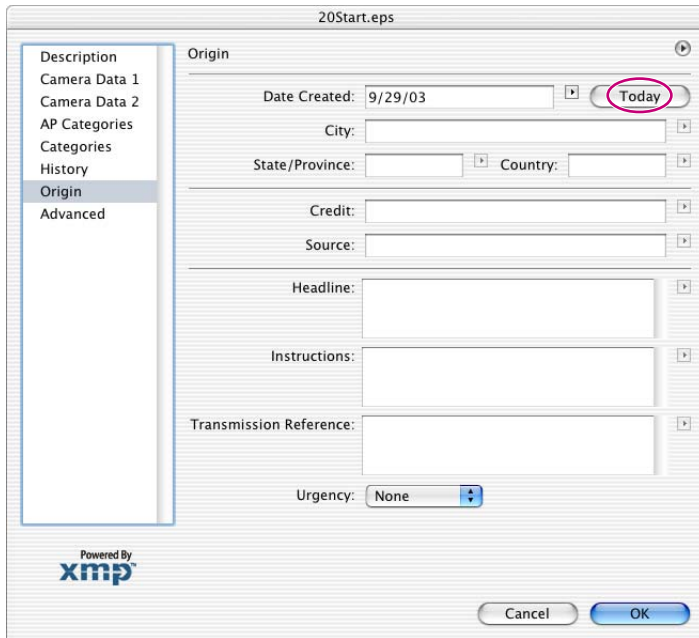 20Start.eps
Description
Camera Data 1
Camera Data 2
AP Categories
Categories
History
Origin
Advanced
Origin
Date Created: 9/29/03 Today
City:
State/Province: Country:
Credit:
Source:
Headline:
Instructions:
Transmission Reference:
Urgency: None
Powered By
xmp™
Cancel OK